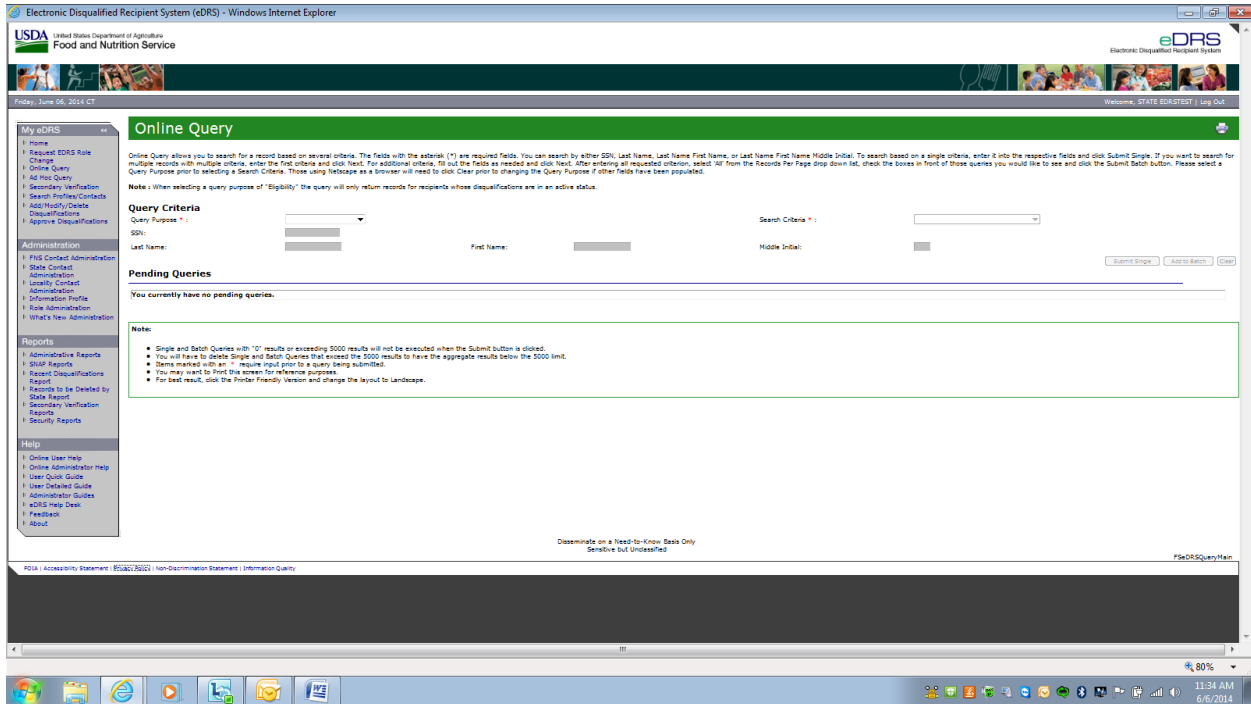 Electronic Disqualified Recipient System (eDRS) - Windows Internet Explorer
USDA United States Department of Agriculture
Food and Nutrition Service
eDRS
Electronic Disqualified Recipient System
Friday, June 06, 2014 CT
Welcome, STATE EDRSTEST | Log Out
My eDRS
Home
Request EDRS Role
Change
Online Query
Ad Hoc Query
Secondary Verification
Search Profiles/Contacts
Add/Modify/Delete
Disqualifications
Approve Disqualifications
Administration
FNS Contact Administration
State Contact
Administration
Locality Contact
Administration
Information Profile
Role Administration
What's New Administration
Reports
Administrative Reports
SNAP Reports
Recent Disqualifications
Report
Records to be Deleted by
State Report
Secondary Verification
Reports
Security Reports
Help
Online User Help
Online Administrator Help
User Quick Guide
User Detailed Guide
Administrator Guides
eDRS Help Desk
Feedback
About
Online Query
Online Query allows you to search for a record based on several criteria. The fields with the asterisk (*) are required fields. You can search by either SSN, Last Name, Last Name First Name, or Last Name First Name Middle Initial. To search based on a single criteria, enter it into the respective fields and click Submit Single. If you want to search for
multiple records with multiple criteria, enter the first criteria and click Next. For additional criteria, fill out the fields as needed and click Next. After entering all requested criterion, select 'All' from the Records Per Page drop down list, check the boxes in front of those queries you would like to see and click the Submit Batch button. Please select a
Query Purpose prior to selecting a Search Criteria. Those using Netscape as a browser will need to click Clear prior to changing the Query Purpose if other fields have been populated.
Note : When selecting a query purpose of "Eligibility" the query will only return records for recipients whose disqualifications are in an active status.
Query Criteria
Query Purpose * :
Search Criteria * :
SSN:
Last Name:
First Name:
Middle Initial:
Submit Single
Add to Batch
Clear
Pending Queries
You currently have no pending queries.
Note:
Single and Batch Queries with "0" results or exceeding 5000 results will not be executed when the Submit button is clicked.
You will have to delete Single and Batch Queries that exceed the 5000 results to have the aggregate results below the 5000 limit.
Items marked with an * require input prior to a query being submitted.
You may want to Print this screen for reference purposes.
For best result, click the Printer Friendly Version and change the layout to Landscape.
Disseminate on a Need-to-Know Basis Only
Sensitive but Unclassified
FSeDRSQueryMain
FOIA | Accessibility Statement | Privacy Policy | Non-Discrimination Statement | Information Quality
80%
11:34 AM
6/6/2014